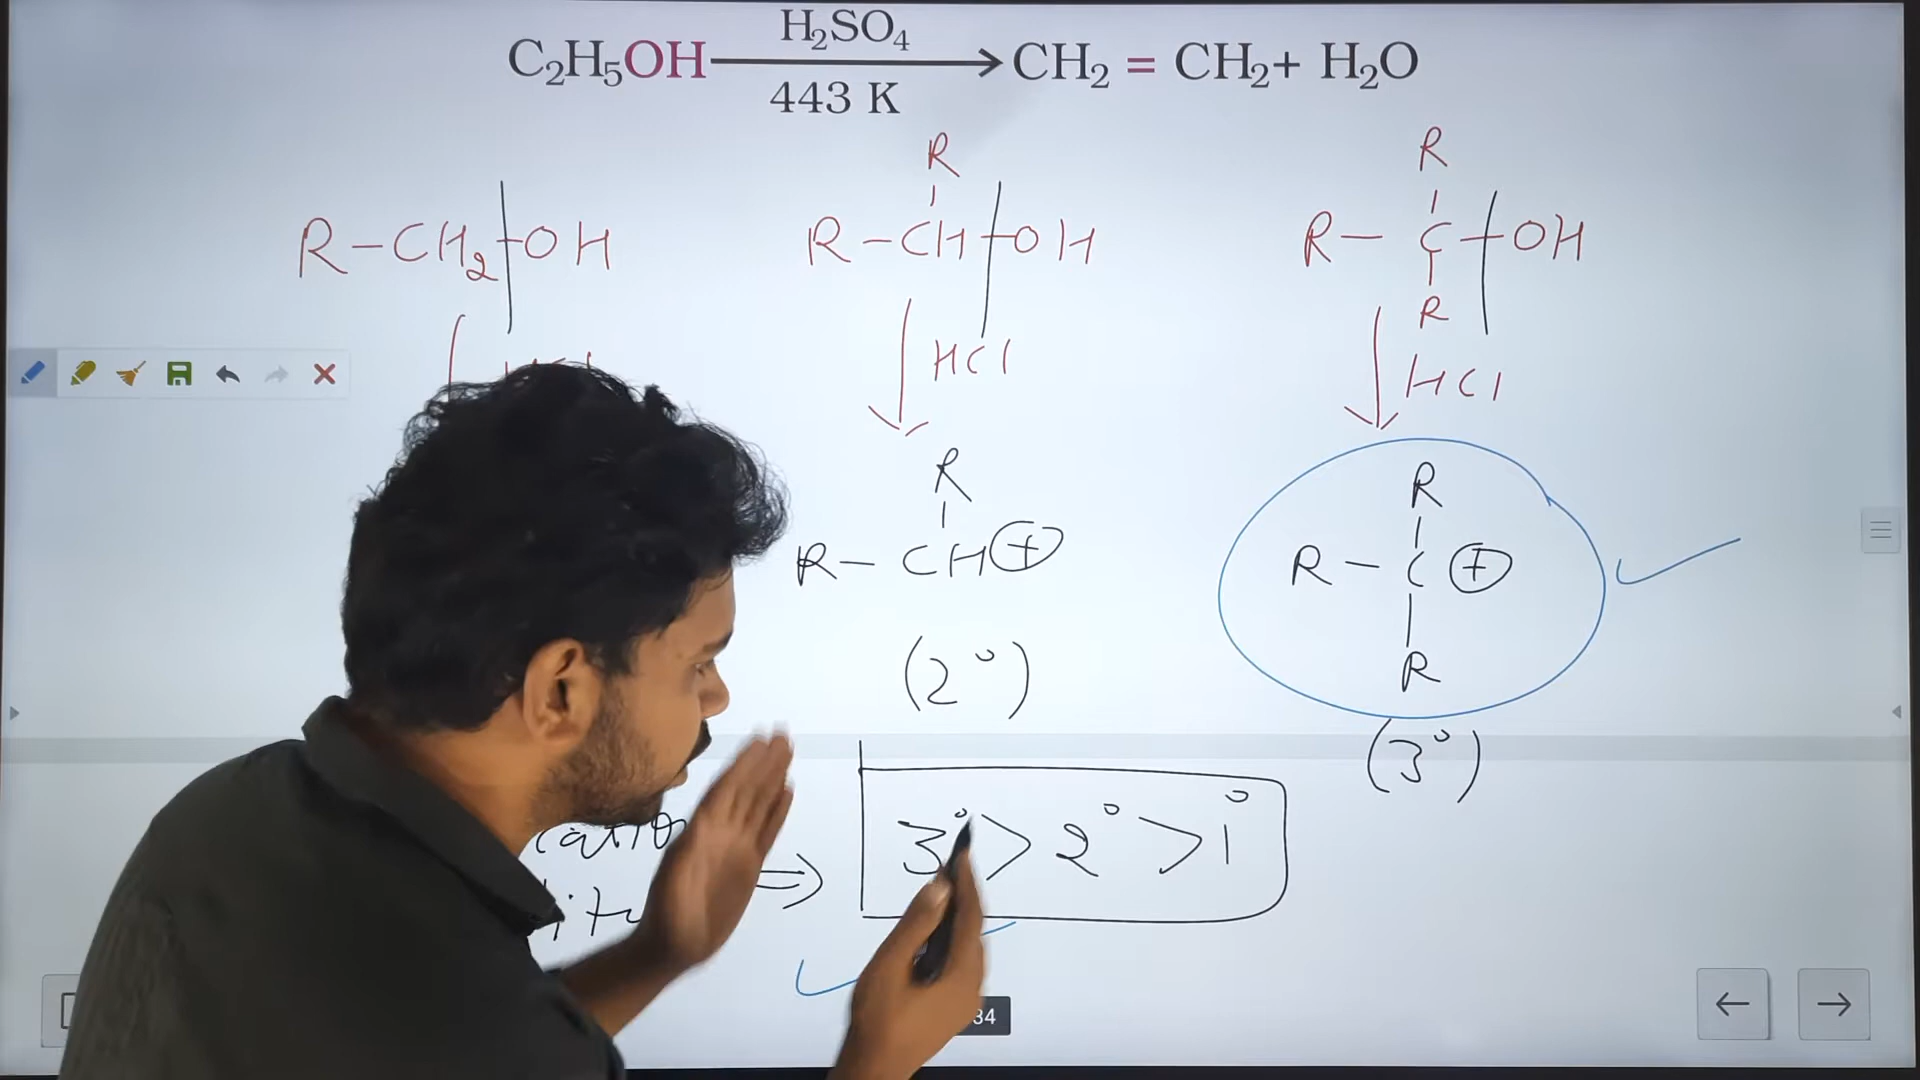 H₂SO₄
C₂H₅OH → CH₂ = CH₂ + H₂O
443 K
R R
R-CH₂-OH R-CH-OH R-C-OH
R
HCl HCl
R R
R-CH⊕ R-C⊕
R
(2°) (3°)
3° > 2° > 1°
⇒
34